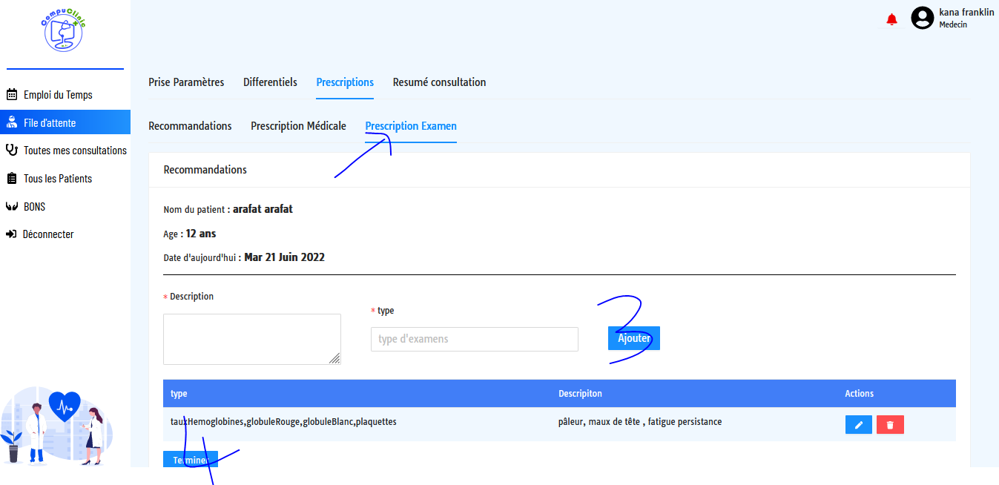 CompuClinic
kana franklin
Medecin
Emploi du Temps
File d'attente
Toutes mes consultations
Tous les Patients
BONS
Déconnecter
Prise Paramètres Differentiels Prescriptions Resumé consultation
Recommandations Prescription Médicale Prescription Examen
Recommandations
Nom du patient : arafat arafat
Age : 12 ans
Date d'aujourd'hui : Mar 21 Juin 2022
* Description
* type
type d'examens
3
Ajouter
type Descripiton Actions
tauxHemoglobines,globuleRouge,globuleBlanc,plaquettes pâleur, maux de tête , fatigue persistance
4
Terminer